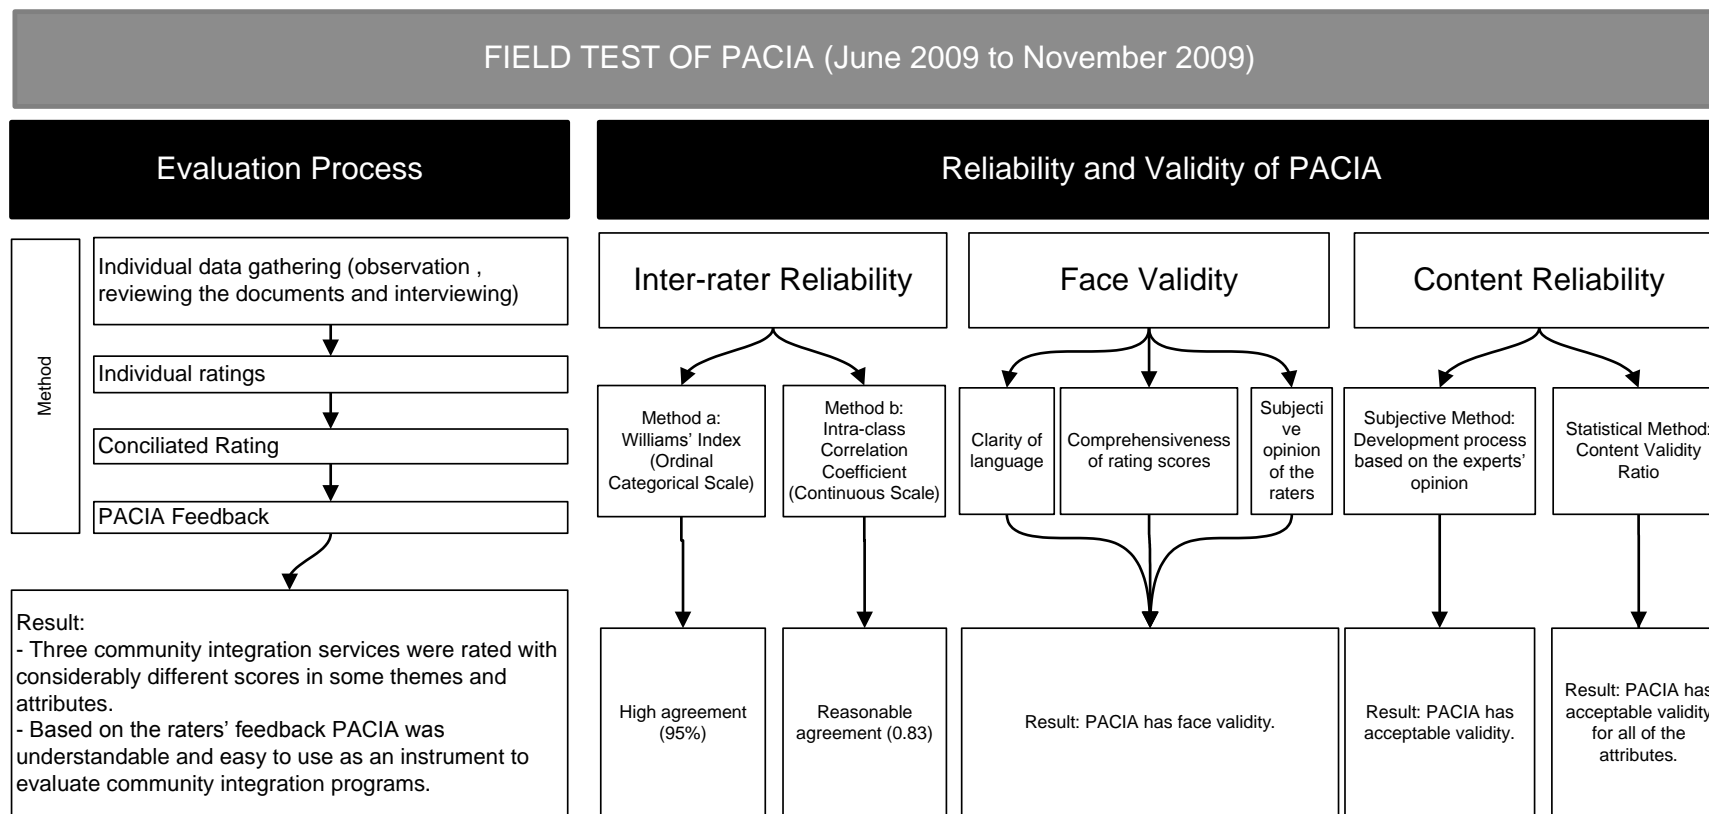 FIELD TEST OF PACIA (June 2009 to November 2009)
Evaluation Process
Method
Individual data gathering (observation ,
reviewing the documents and interviewing)
Individual ratings
Conciliated Rating
PACIA Feedback
Result:
- Three community integration services were rated with
considerably different scores in some themes and
attributes.
- Based on the raters’ feedback PACIA was
understandable and easy to use as an instrument to
evaluate community integration programs.
Reliability and Validity of PACIA
Inter-rater Reliability
Method a:
Williams’ Index
(Ordinal
Categorical Scale)
High agreement
(95%)
Method b:
Intra-class
Correlation
Coefficient
(Continuous Scale)
Reasonable
agreement (0.83)
Face Validity
Clarity of
language
Comprehensiveness
of rating scores
Subjecti
ve
opinion
of the
raters
Result: PACIA has face validity.
Content Reliability
Subjective Method:
Development process
based on the experts’
opinion
Result: PACIA has
acceptable validity.
Statistical Method:
Content Validity
Ratio
Result: PACIA has
acceptable validity
for all of the
attributes.